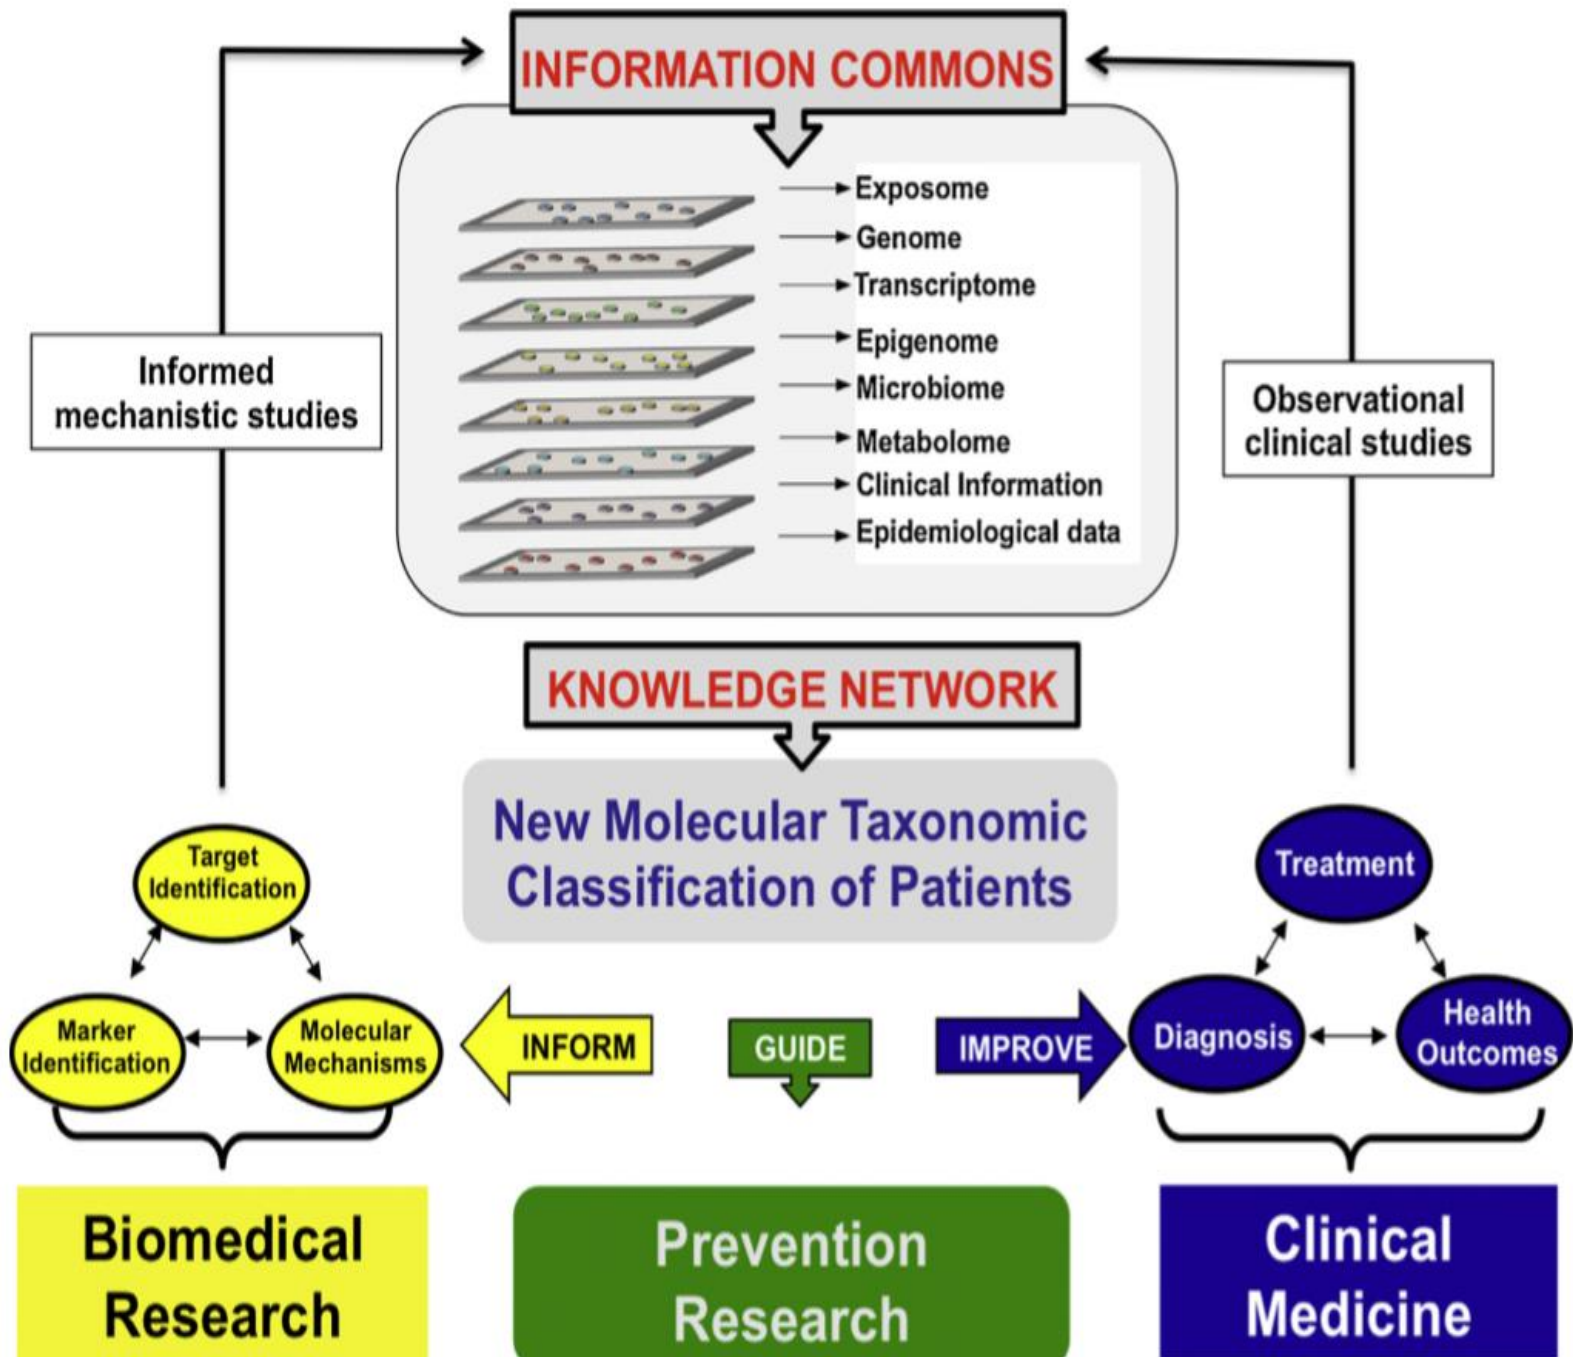 INFORMATION COMMONS
Exposome
Genome
Transcriptome
Epigenome
Microbiome
Metabolome
Clinical Information
Epidemiological data
Informed
mechanistic studies
Observational
clinical studies
KNOWLEDGE NETWORK
New Molecular Taxonomic
Classification of Patients
Target
Identification
Marker
Identification
Molecular
Mechanisms
INFORM
GUIDE
IMPROVE
Treatment
Diagnosis
Health
Outcomes
Biomedical
Research
Prevention
Research
Clinical
Medicine